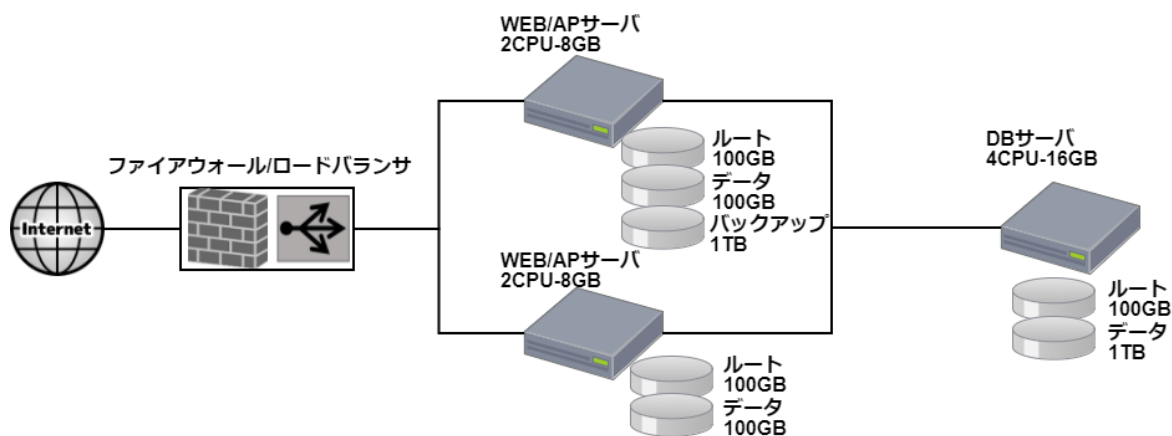 WEB/APサーバ
2CPU-8GB
ルート
100GB
データ
100GB
バックアップ
1TB
ファイアウォール/ロードバランサ
Internet
WEB/APサーバ
2CPU-8GB
ルート
100GB
データ
100GB
DBサーバ
4CPU-16GB
ルート
100GB
データ
1TB